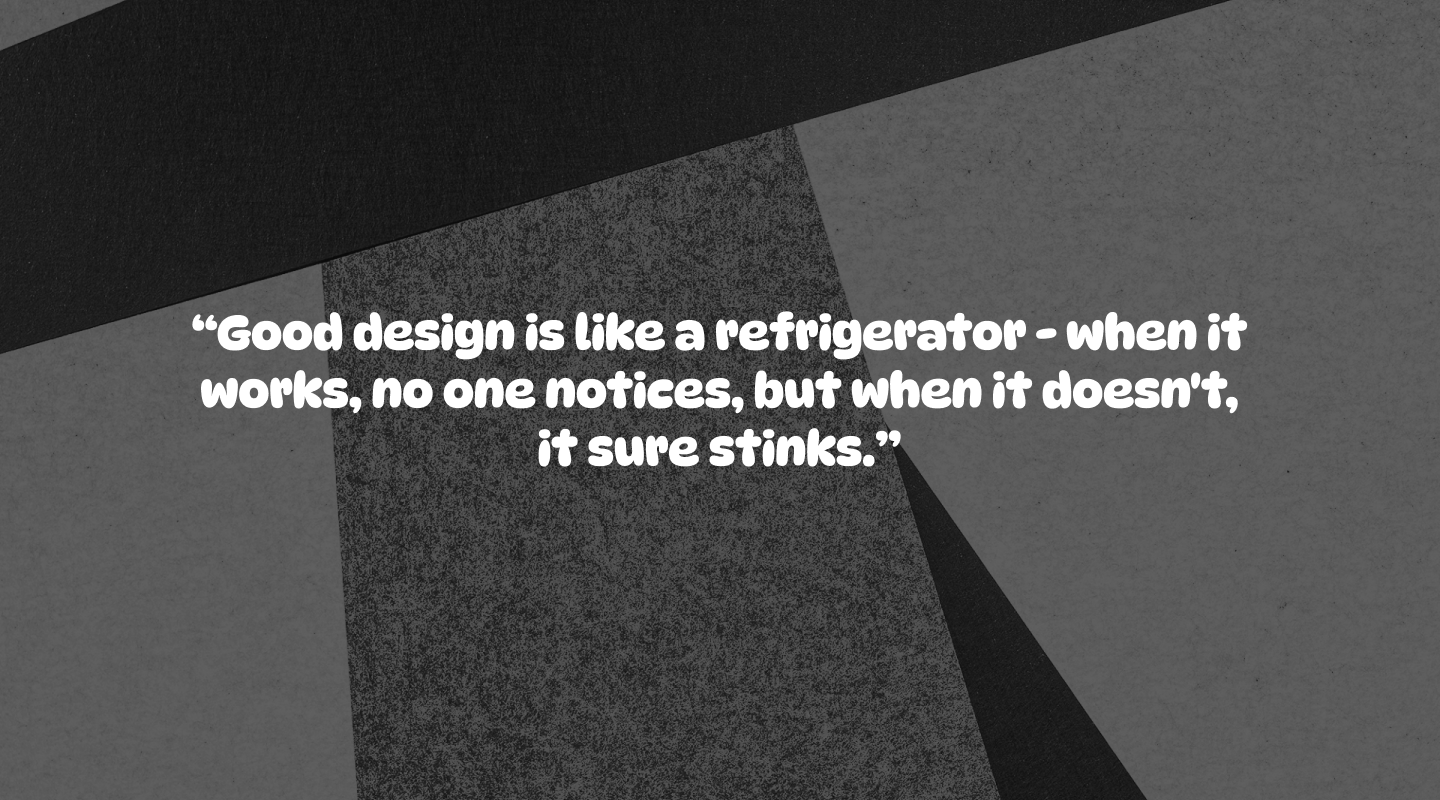 “Good design is like a refrigerator - when it
works, no one notices, but when it doesn't,
it sure stinks.”